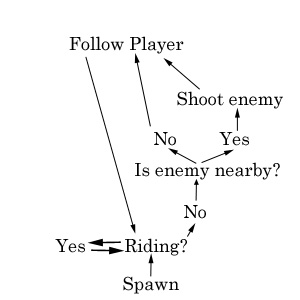 Follow Player
Shoot enemy
No
Yes
Is enemy nearby?
No
Yes
Riding?
Spawn